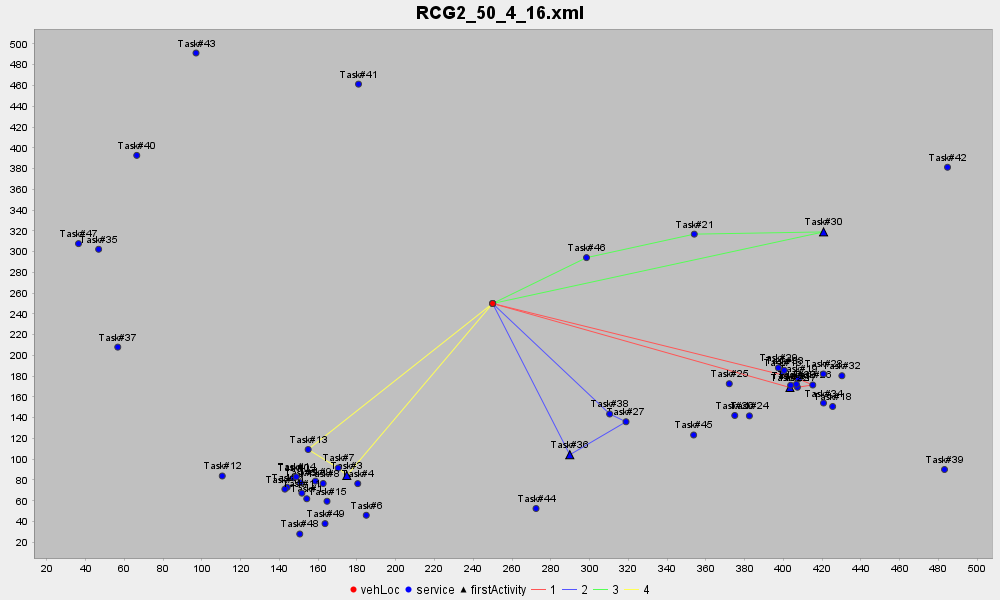 RCG2_50_4_16.xml
500
480
460
440
420
400
380
360
340
320
300
280
260
240
220
200
180
160
140
120
100
80
60
40
20
Task#43
Task#41
Task#40
Task#42
Task#47
Task#35
Task#21
Task#30
Task#46
Task#37
Task#25
Task#32
Task#18
Task#24
Task#38
Task#27
Task#45
Task#36
Task#13
Task#7
Task#3
Task#4
Task#12
Task#39
Task#15
Task#6
Task#44
Task#49
Task#48
20 40 60 80 100 120 140 160 180 200 220 240 260 280 300 320 340 360 380 400 420 440 460 480 500
vehLoc service firstActivity 1 2 3 4